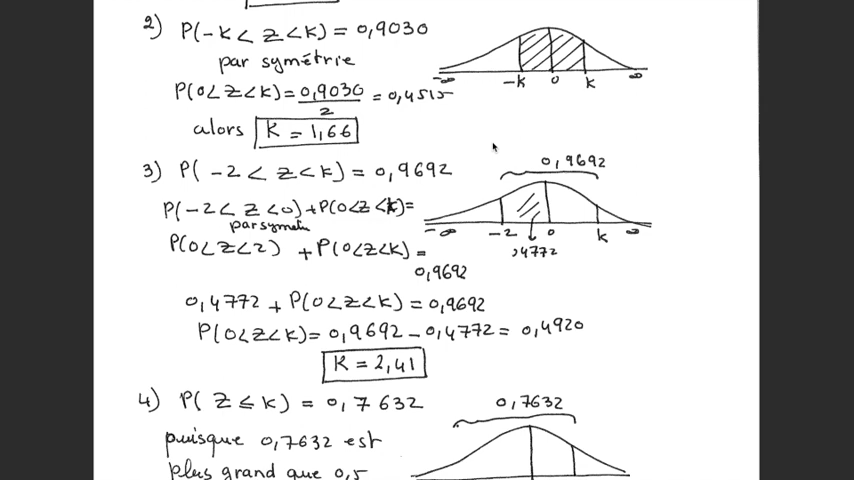 2) P(-K < Z < K) = 0,9030
par symétrie
P(0 < Z < K) = 0,9030/2 = 0,4515
alors K = 1,66
-∞ -K 0 K ∞
3) P( -2 < Z < K) = 0,9692
0,9692
P(-2 < Z < 0) + P(0 < Z < K) =
par symétrie
P(0 < Z < 2) + P(0 < Z < K) =
0,9692
-∞ -2 0 K ∞
,4772
0,4772 + P(0 < Z < K) = 0,9692
P(0 < Z < K) = 0,9692 - 0,4772 = 0,4920
K = 2,41
4) P( Z ≤ K) = 0,7632
0,7632
puisque 0,7632 est
plus grand que 0,5